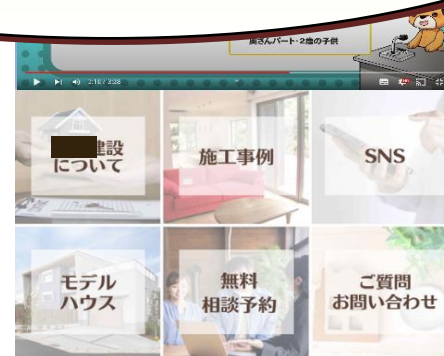 奥さんパート・2歳の子供
2:10 / 3:28
建設
について
施工事例
SNS
モデル
ハウス
無料
相談予約
ご質問
お問い合わせ